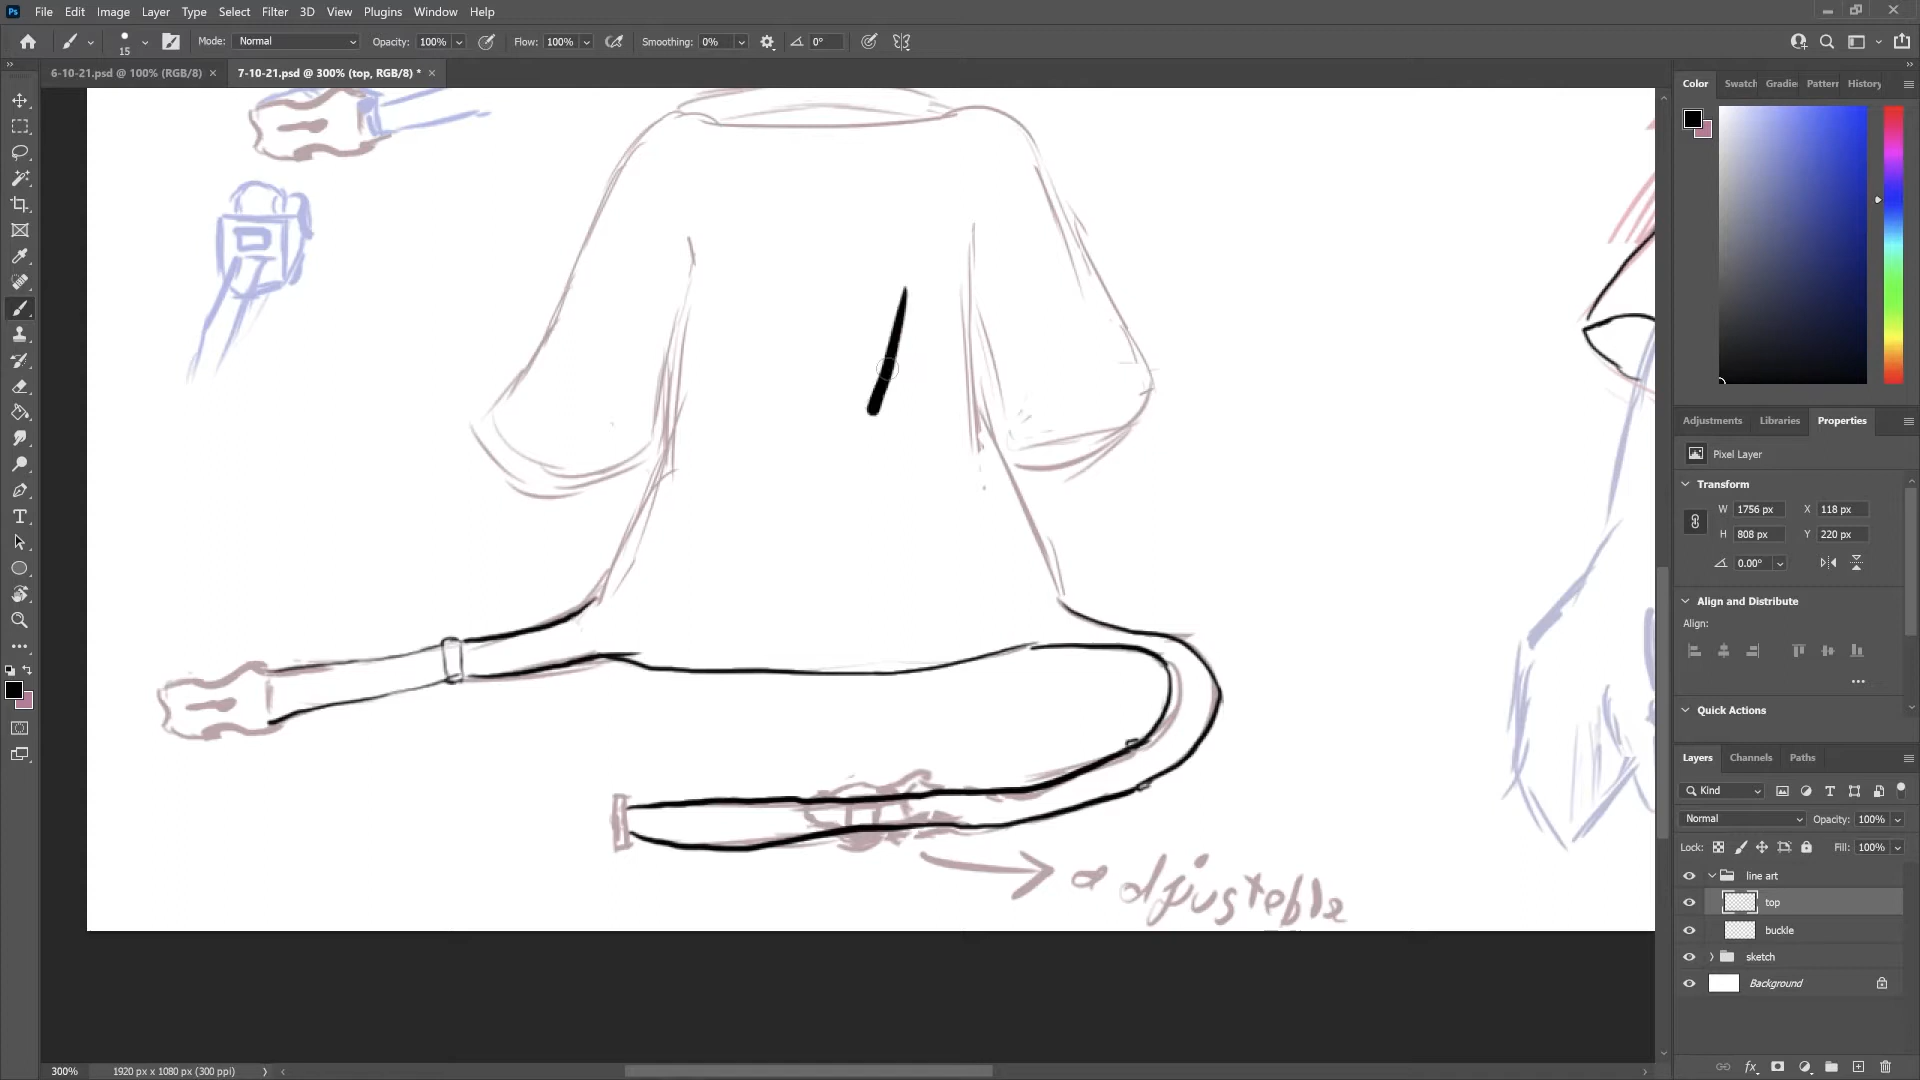 Ps File Edit Image Layer Type Select Filter 3D View Plugins Window Help
15 Mode: Normal Opacity: 100% Flow: 100% Smoothing: 0% 0°
6-10-21.psd @ 100% (RGB/8) × 7-10-21.psd @ 300% (top, RGB/8) * ×
Color Swatch Gradie Pattern History
Adjustments Libraries Properties
Pixel Layer
Transform
W 1756 px X 118 px
H 808 px Y 220 px
0.00°
Align and Distribute
Align:
Quick Actions
Layers Channels Paths
Kind
Normal Opacity: 100%
Lock: Fill: 100%
line art
top
buckle
sketch
Background
adjusteble
300% 1920 px x 1080 px (300 ppi)